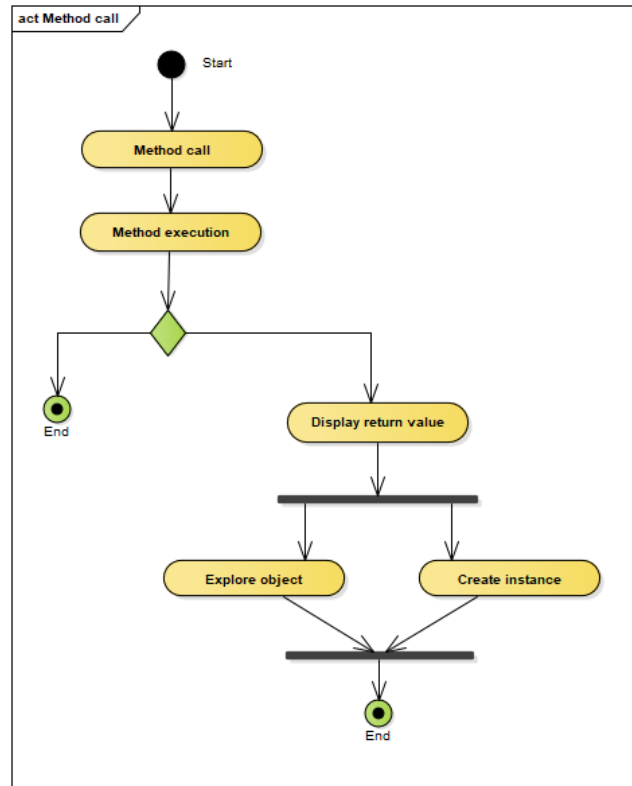 act Method call
Start
Method call
Method execution
End
Display return value
Explore object
Create instance
End